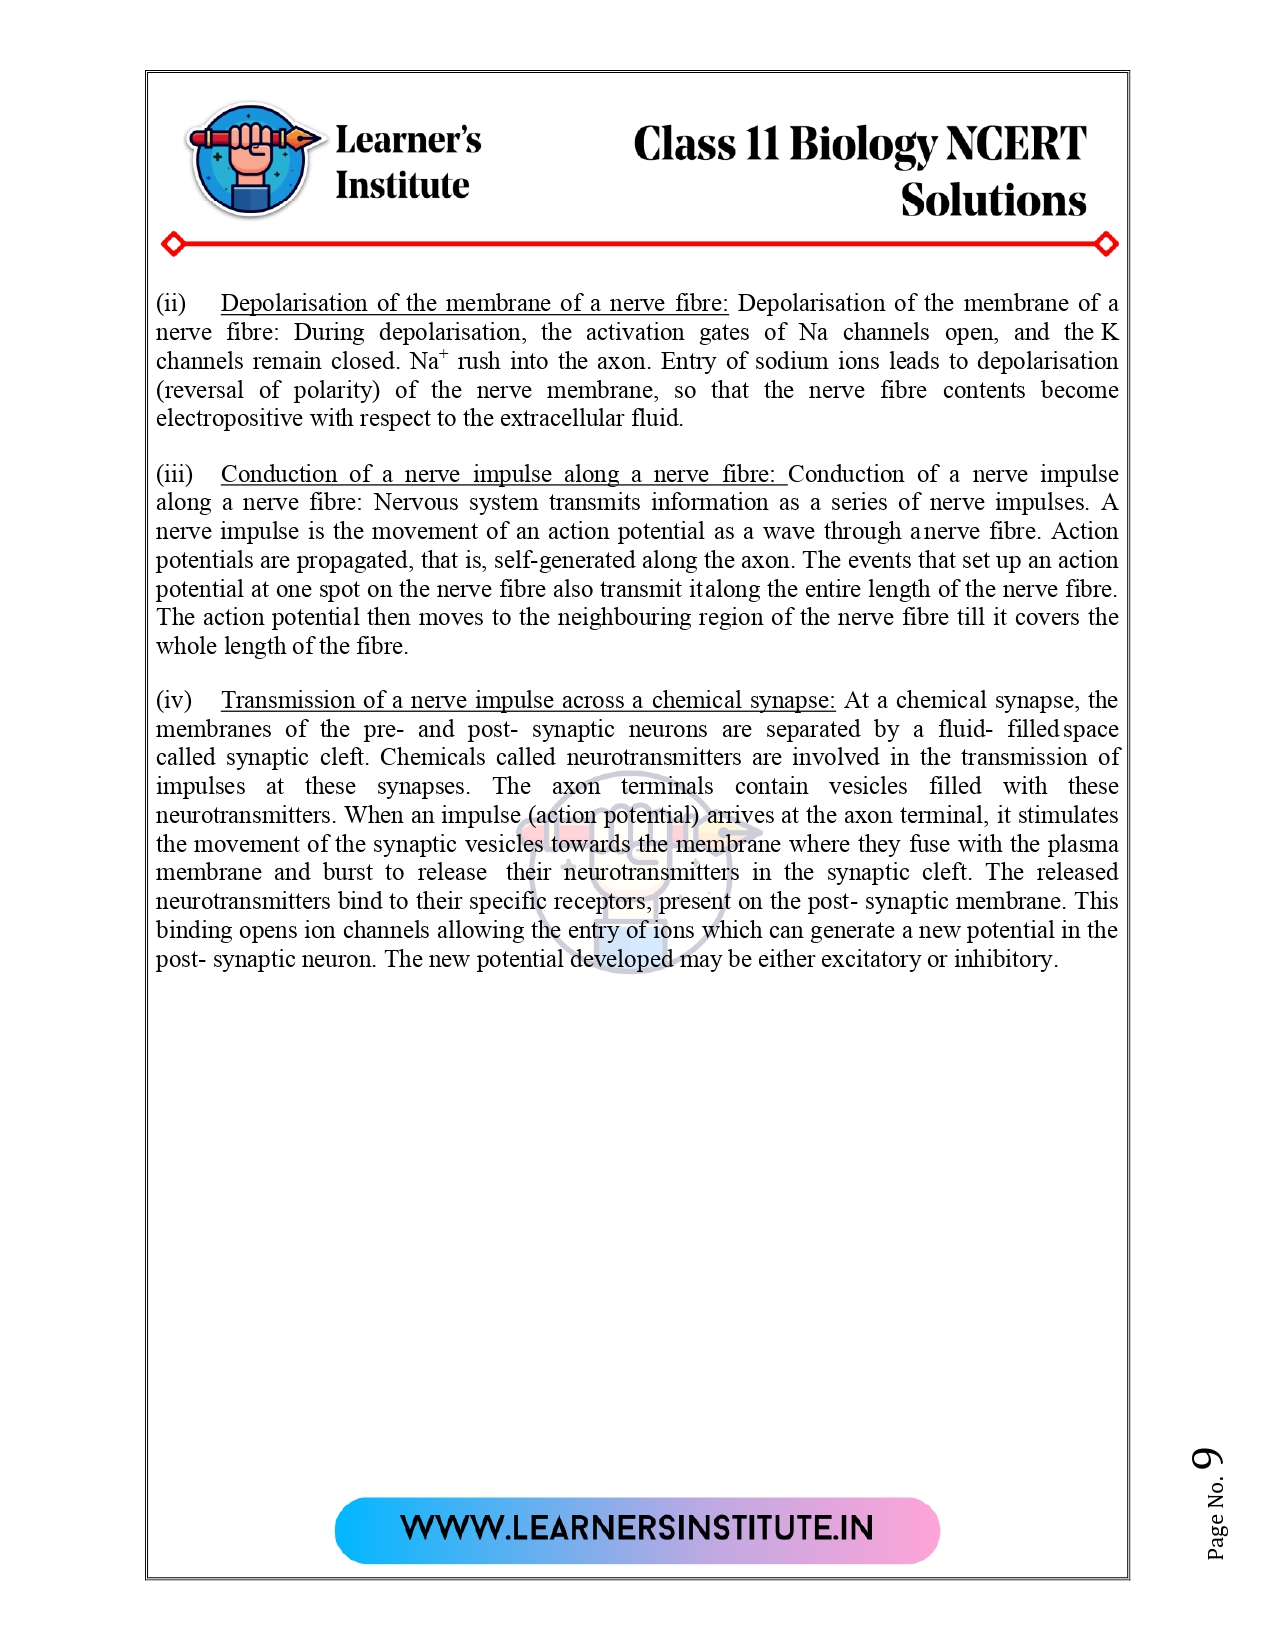 Learner's
Institute
Class 11 Biology NCERT
Solutions
(ii) Depolarisation of the membrane of a nerve fibre: Depolarisation of the membrane of a
nerve fibre: During depolarisation, the activation gates of Na channels open, and the K
channels remain closed. Na⁺ rush into the axon. Entry of sodium ions leads to depolarisation
(reversal of polarity) of the nerve membrane, so that the nerve fibre contents become
electropositive with respect to the extracellular fluid.
(iii) Conduction of a nerve impulse along a nerve fibre: Conduction of a nerve impulse
along a nerve fibre: Nervous system transmits information as a series of nerve impulses. A
nerve impulse is the movement of an action potential as a wave through a nerve fibre. Action
potentials are propagated, that is, self-generated along the axon. The events that set up an action
potential at one spot on the nerve fibre also transmit it along the entire length of the nerve fibre.
The action potential then moves to the neighbouring region of the nerve fibre till it covers the
whole length of the fibre.
(iv) Transmission of a nerve impulse across a chemical synapse: At a chemical synapse, the
membranes of the pre- and post- synaptic neurons are separated by a fluid- filled space
called synaptic cleft. Chemicals called neurotransmitters are involved in the transmission of
impulses at these synapses. The axon terminals contain vesicles filled with these
neurotransmitters. When an impulse (action potential) arrives at the axon terminal, it stimulates
the movement of the synaptic vesicles towards the membrane where they fuse with the plasma
membrane and burst to release their neurotransmitters in the synaptic cleft. The released
neurotransmitters bind to their specific receptors, present on the post- synaptic membrane. This
binding opens ion channels allowing the entry of ions which can generate a new potential in the
post- synaptic neuron. The new potential developed may be either excitatory or inhibitory.
WWW.LEARNERSINSTITUTE.IN
Page No. 9